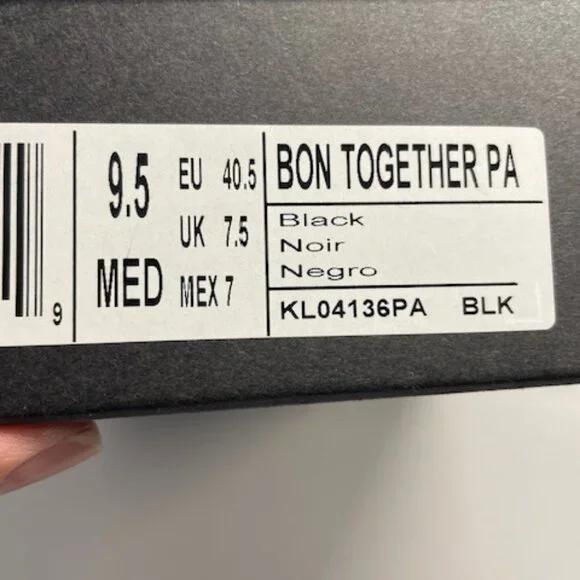 9
9.5
MED
EU 40.5
UK 7.5
MEX 7
BON TOGETHER PA
Black
Noir
Negro
KL04136PA BLK